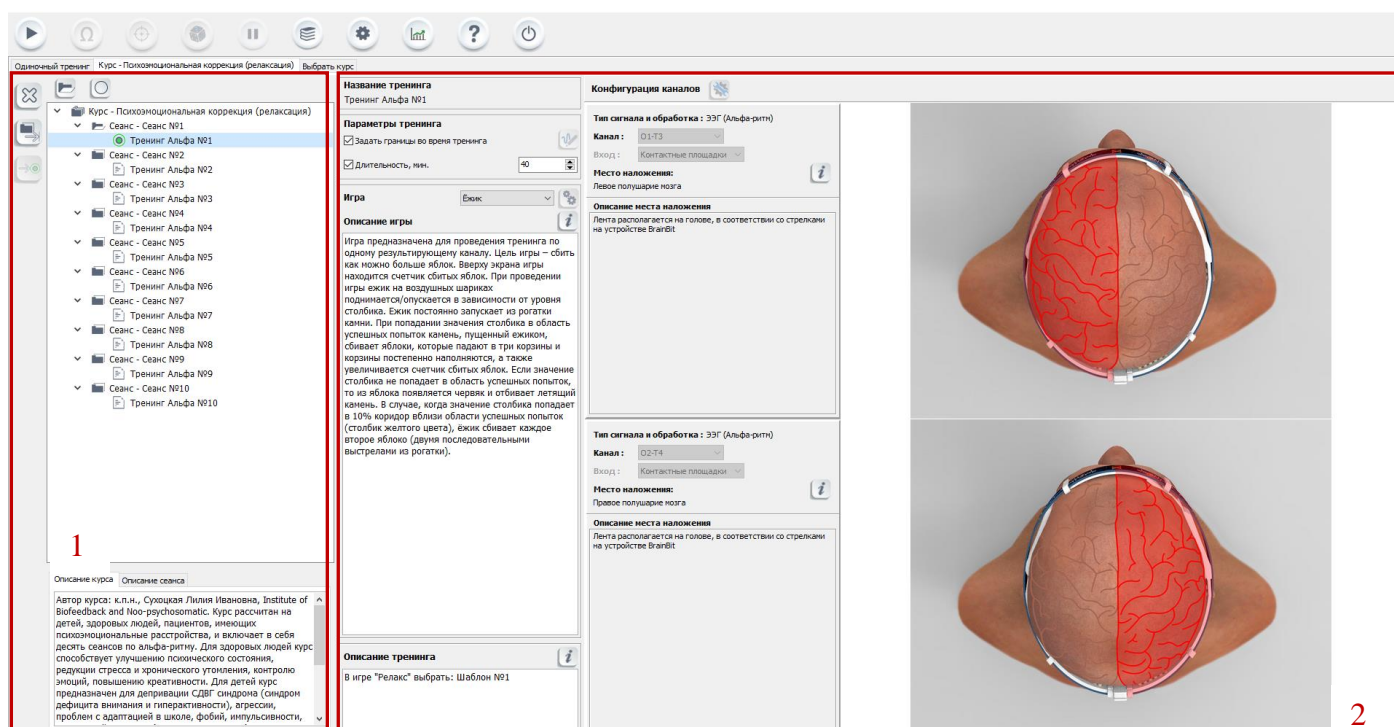 Ω
?
Одиночный тренинг Курс - Психоэмоциональная коррекция (релаксация) Выбрать курс
Курс - Психоэмоциональная коррекция (релаксация)
Сеанс - Сеанс №1
Тренинг Альфа №1
Сеанс - Сеанс №2
Тренинг Альфа №2
Сеанс - Сеанс №3
Тренинг Альфа №3
Сеанс - Сеанс №4
Тренинг Альфа №4
Сеанс - Сеанс №5
Тренинг Альфа №5
Сеанс - Сеанс №6
Тренинг Альфа №6
Сеанс - Сеанс №7
Тренинг Альфа №7
Сеанс - Сеанс №8
Тренинг Альфа №8
Сеанс - Сеанс №9
Тренинг Альфа №9
Сеанс - Сеанс №10
Тренинг Альфа №10
1
Описание курса Описание сеанса
Автор курса: к.п.н., Сухоцкая Лилия Ивановна, Institute of
Biofeedback and Noo-psychosomatic. Курс рассчитан на
детей, здоровых людей, пациентов, имеющих
психоэмоциональные расстройства, и включает в себя
десять сеансов по альфа-ритму. Для здоровых людей курс
способствует улучшению психического состояния,
редукции стресса и хронического утомления, контролю
эмоций, повышению креативности. Для детей курс
предназначен для депривации СДВГ синдрома (синдром
дефицита внимания и гиперактивности), агрессии,
проблем с адаптацией в школе, фобий, импульсивности,
Название тренинга
Тренинг Альфа №1
Параметры тренинга
Задать границы во время тренинга
Длительность, мин. 40
Игра Ёжик
Описание игры
Игра предназначена для проведения тренинга по
одному результирующему каналу. Цель игры – сбить
как можно больше яблок. Вверху экрана игры
находится счетчик сбитых яблок. При проведении
игры ежик на воздушных шариках
поднимается/опускается в зависимости от уровня
столбика. Ежик постоянно запускает из рогатки
камни. При попадании значения столбика в область
успешных попыток камень, пущенный ежиком,
сбивает яблоки, которые падают в три корзины и
корзины постепенно наполняются, а также
увеличивается счетчик сбитых яблок. Если значение
столбика не попадает в область успешных попыток,
то из яблока появляется червяк и отбивает летящий
камень. В случае, когда значение столбика попадает
в 10% коридор вблизи области успешных попыток
(столбик желтого цвета), ёжик сбивает каждое
второе яблоко (двумя последовательными
выстрелами из рогатки).
Описание тренинга
В игре "Релакс" выбрать: Шаблон №1
Конфигурация каналов
Тип сигнала и обработка : ЭЭГ (Альфа-ритм)
Канал : O1-T3
Вход : Контактные площадки
Место наложения:
Левое полушарие мозга
Описание места наложения
Лента располагается на голове, в соответствии со стрелками
на устройстве BrainBit
Тип сигнала и обработка : ЭЭГ (Альфа-ритм)
Канал : O2-T4
Вход : Контактные площадки
Место наложения:
Правое полушарие мозга
Описание места наложения
Лента располагается на голове, в соответствии со стрелками
на устройстве BrainBit
2